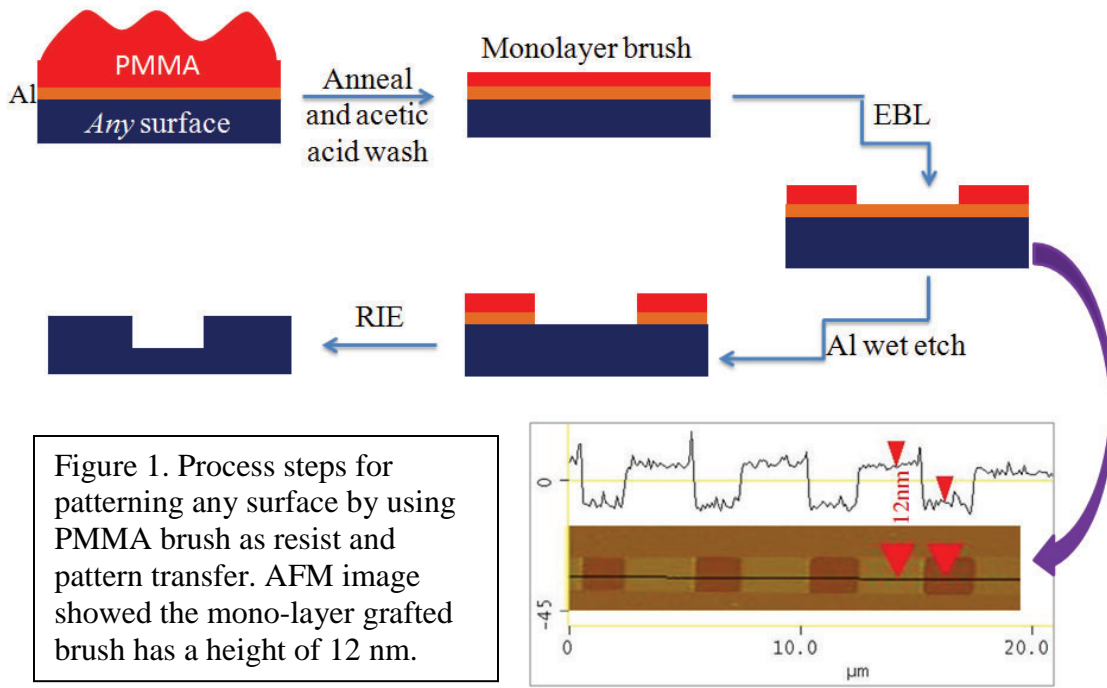 PMMA
Al
Any surface
Anneal
and acetic
acid wash
Monolayer brush
EBL
Al wet etch
RIE
Figure 1. Process steps for
patterning any surface by using
PMMA brush as resist and
pattern transfer. AFM image
showed the mono-layer grafted
brush has a height of 12 nm.
0
-45
12nm
0
10.0
20.0
µm